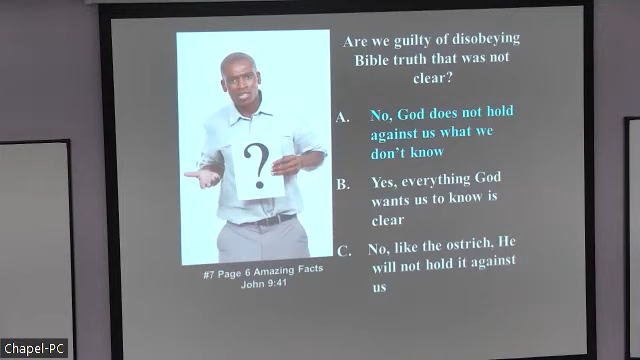 Are we guilty of disobeying
Bible truth that was not
clear?
A. No, God does not hold
against us what we
don't know
B. Yes, everything God
wants us to know is
clear
C. No, like the ostrich, He
will not hold it against
us
?
#7 Page 6 Amazing Facts
John 9:41
Chapel-PC